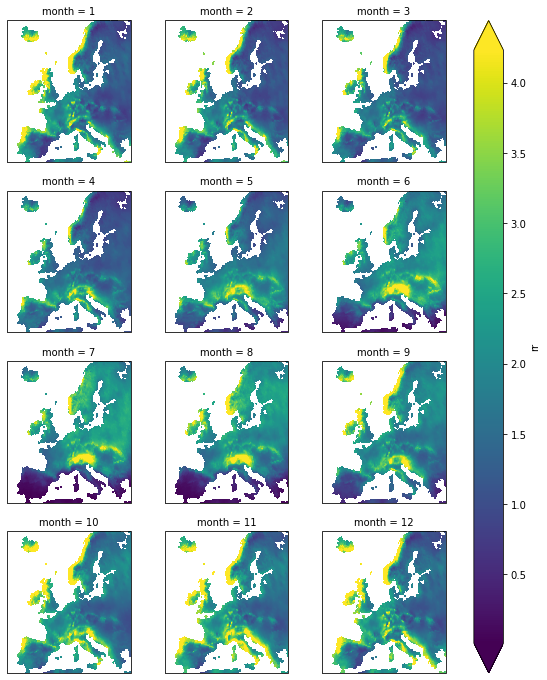 month = 1
month = 2
month = 3
month = 4
month = 5
month = 6
month = 7
month = 8
month = 9
month = 10
month = 11
month = 12
4.0
3.5
3.0
2.5
2.0
1.5
1.0
0.5
rr